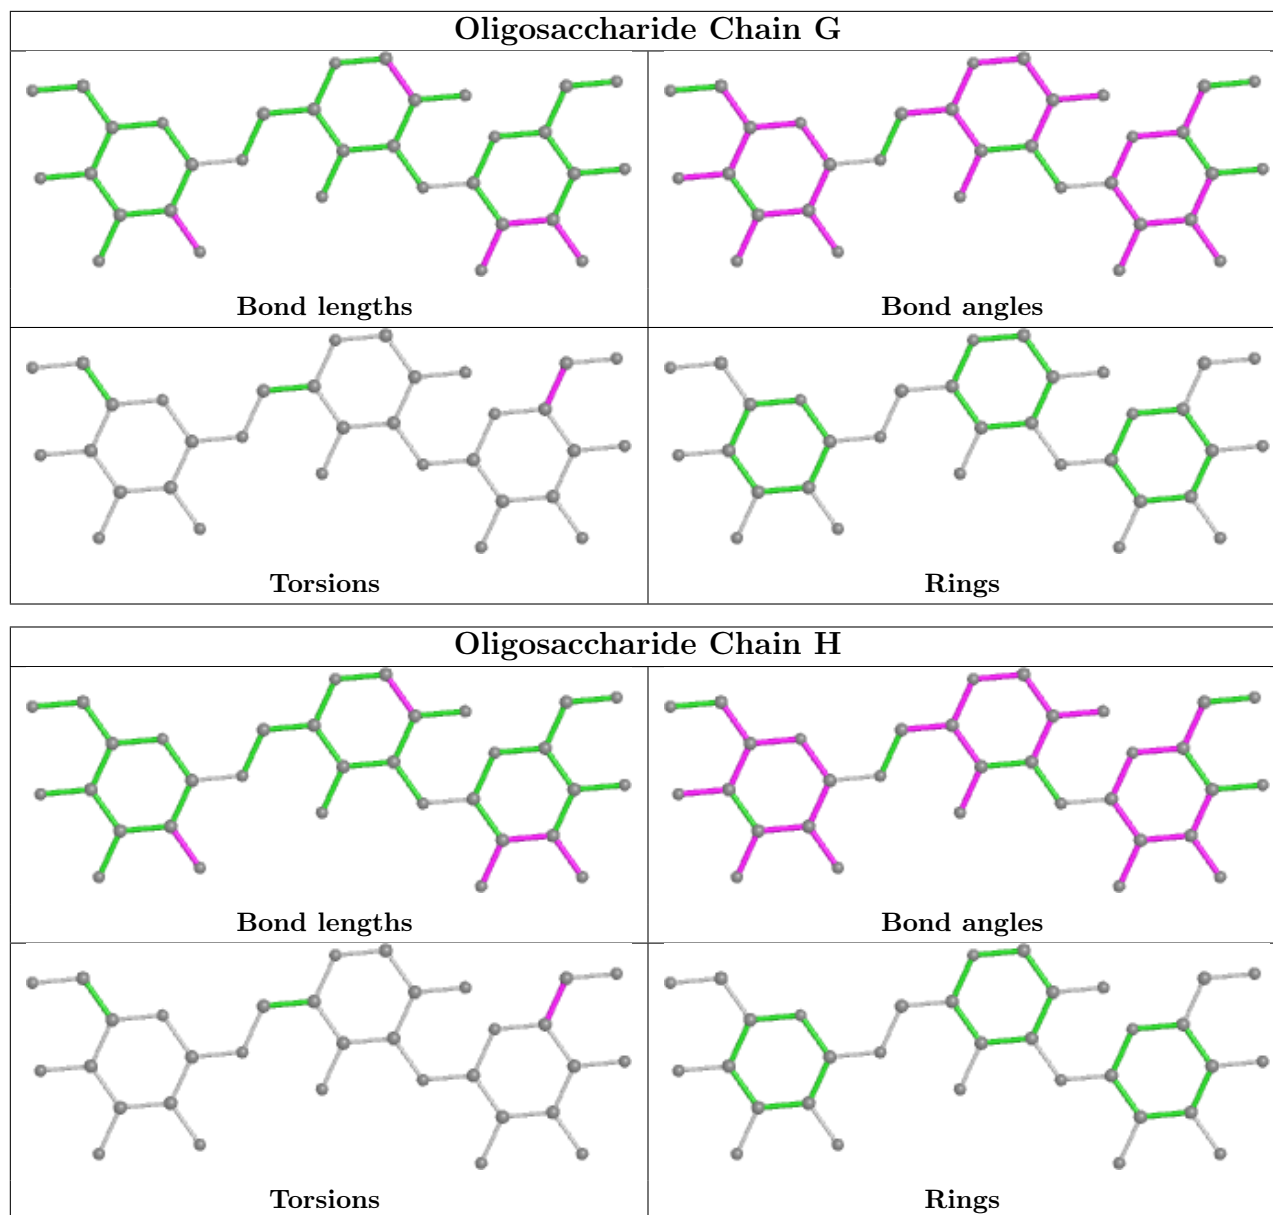 Oligosaccharide Chain G
Bond lengths
Bond angles
Torsions
Rings
Oligosaccharide Chain H
Bond lengths
Bond angles
Torsions
Rings